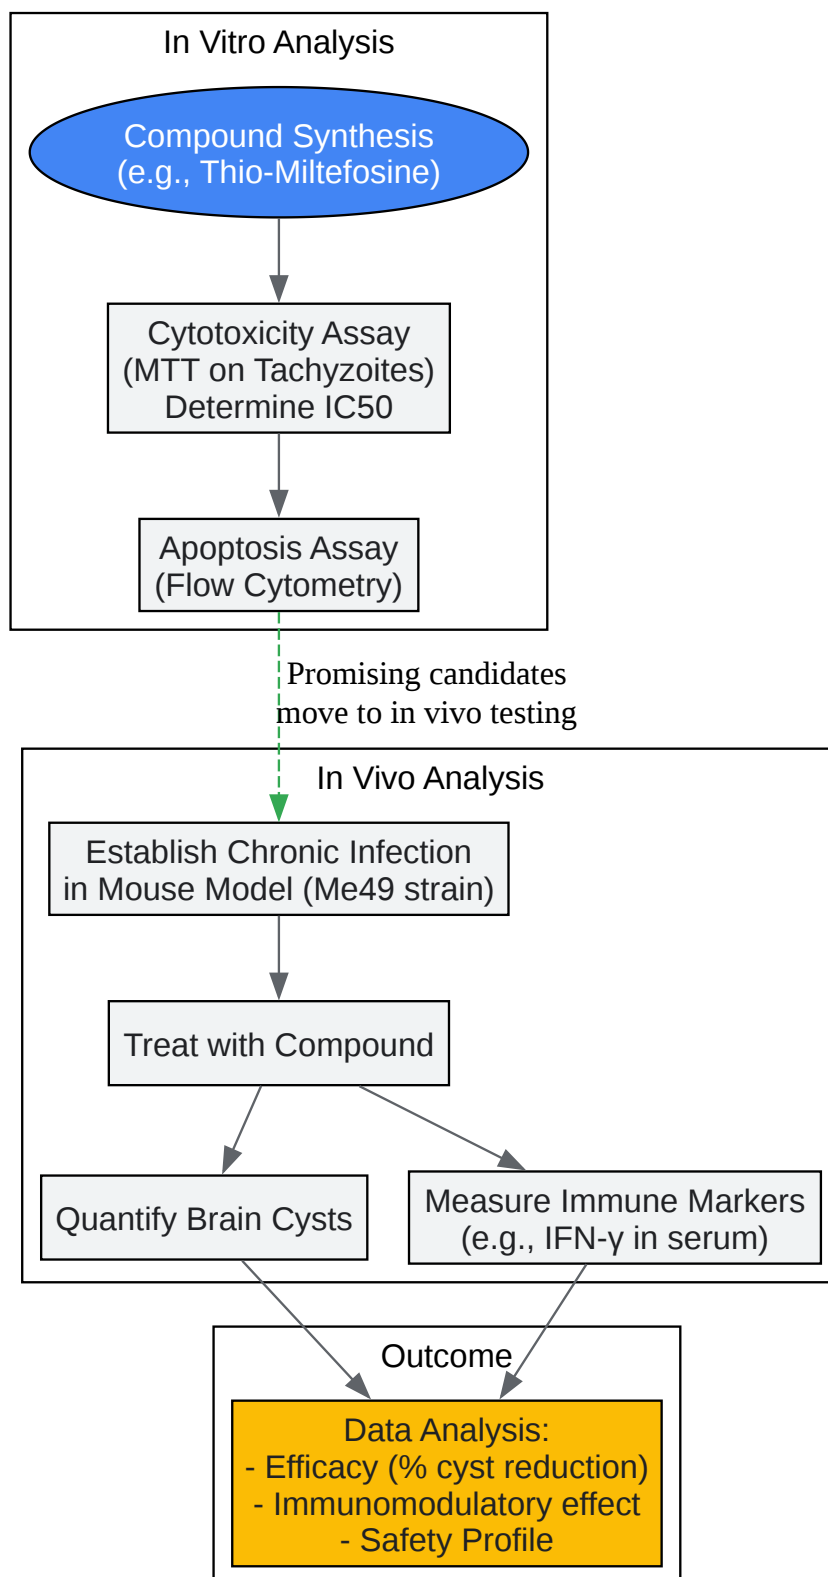 In Vitro Analysis
Compound Synthesis
(e.g., Thio-Miltefosine)
Cytotoxicity Assay
(MTT on Tachyzoites)
Determine IC50
Apoptosis Assay
(Flow Cytometry)
Promising candidates
move to in vivo testing
In Vivo Analysis
Establish Chronic Infection
in Mouse Model (Me49 strain)
Treat with Compound
Quantify Brain Cysts
Measure Immune Markers
(e.g., IFN-γ in serum)
Outcome
Data Analysis:
- Efficacy (% cyst reduction)
- Immunomodulatory effect
- Safety Profile